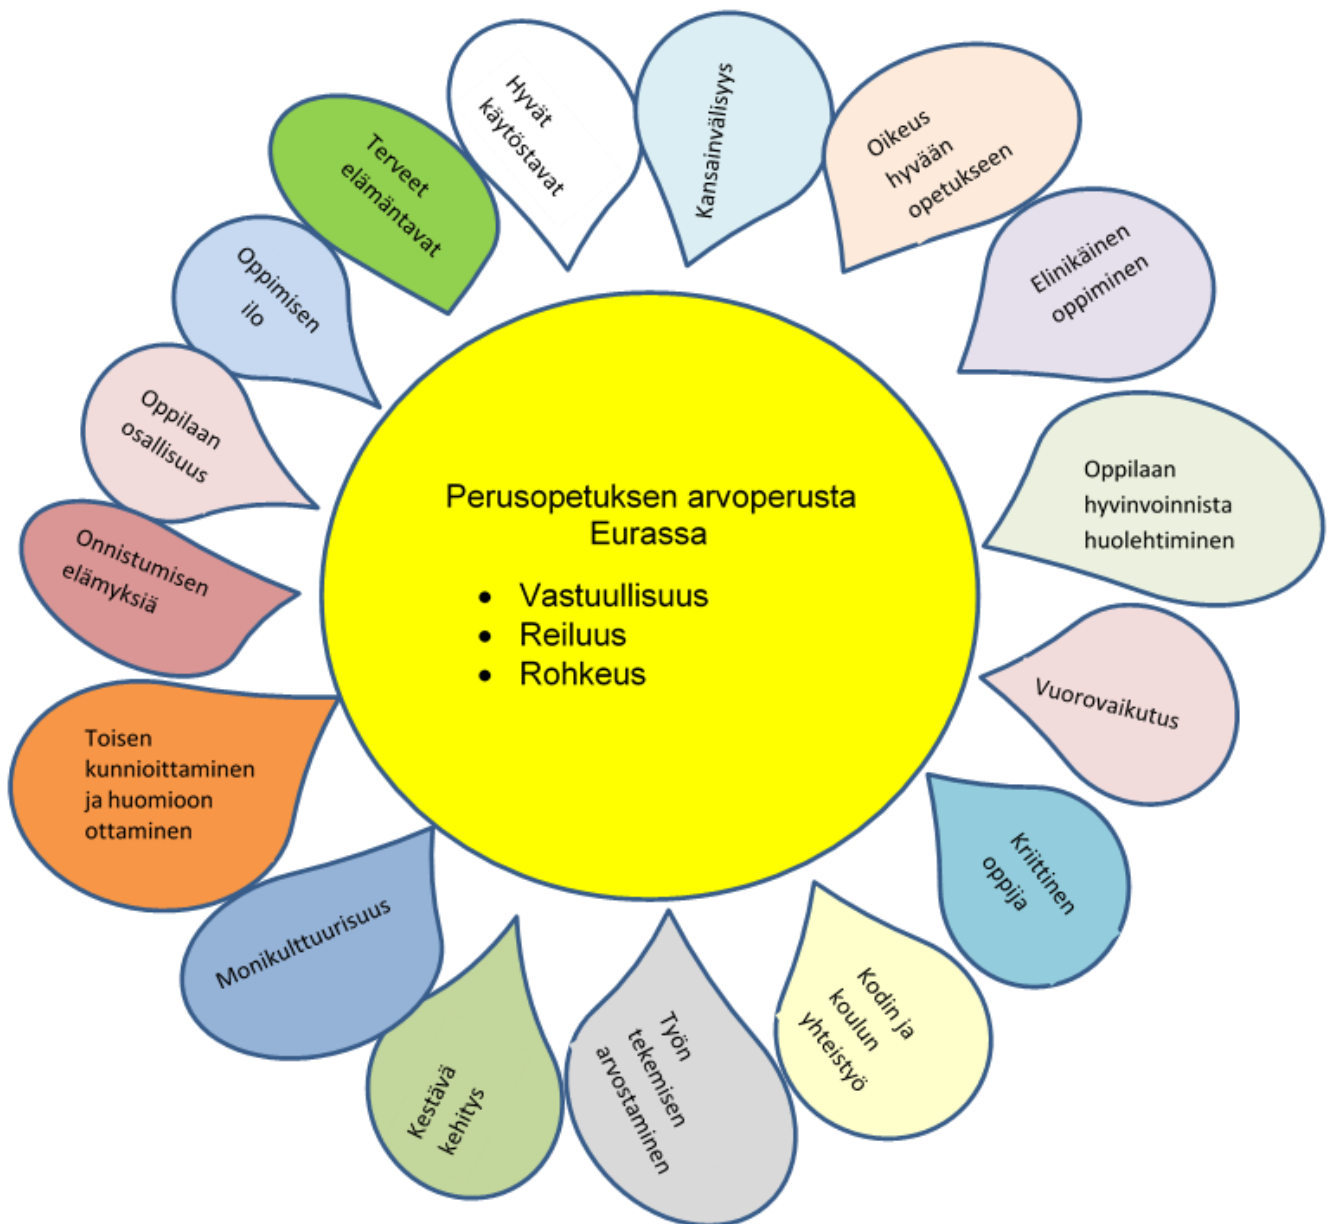 Perusopetuksen arvoperusta
Eurassa
• Vastuullisuus
• Reiluus
• Rohkeus
Hyvät
käytöstavat
Kansainvälisyys
Oikeus
hyvään
opetukseen
Elinikäinen
oppiminen
Oppilaan
hyvinvoinnista
huolehtiminen
Vuorovaikutus
Kriittinen
oppija
Kodin ja
koulun
yhteistyö
Työn
tekemisen
arvostaminen
Kestävä
kehitys
Monikulttuurisuus
Toisen
kunnioittaminen
ja huomioon
ottaminen
Onnistumisen
elämyksiä
Oppilaan
osallisuus
Oppimisen
ilo
Terveet
elämäntavat